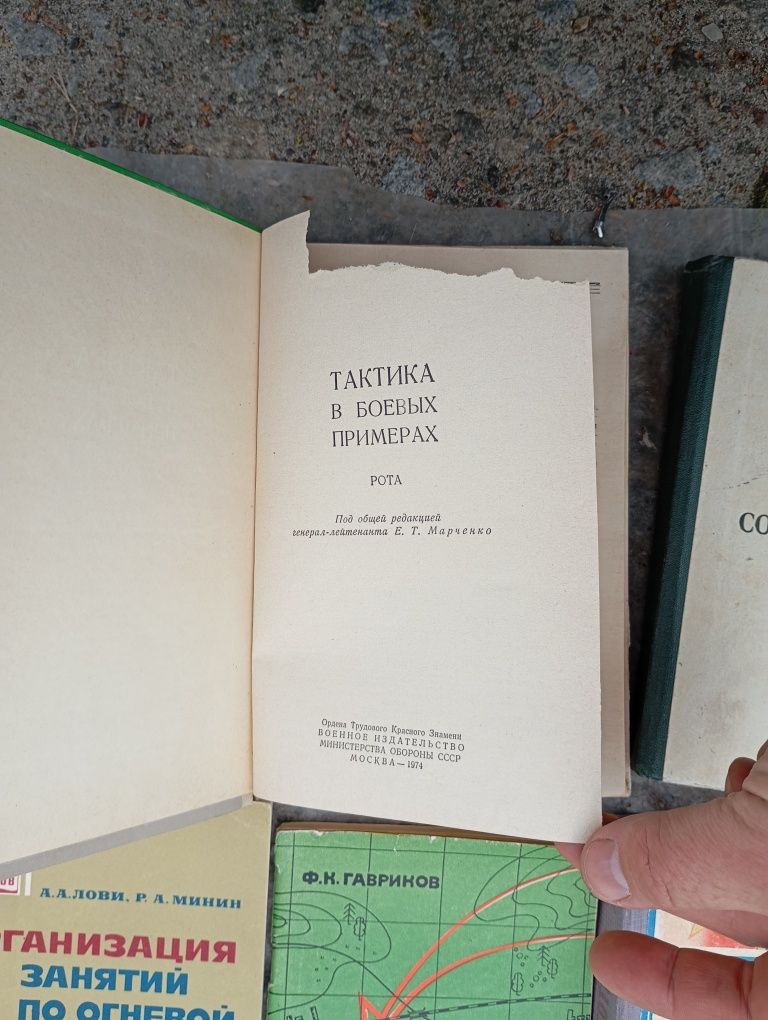 ТАКТИКА
В БОЕВЫХ
ПРИМЕРАХ
РОТА
Под общей редакцией
генерал-лейтенанта Е. Т. Марченко
Ордена Трудового Красного Знамени
ВОЕННОЕ ИЗДАТЕЛЬСТВО
МИНИСТЕРСТВА ОБОРОНЫ СССР
МОСКВА — 1974
СО
А. А. ЛОВИ, Р. А. МИНИН
РГАНИЗАЦИЯ
ЗАНЯТИЙ
ПО ОГНЕВОЙ
Ф.К. ГАВРИКОВ